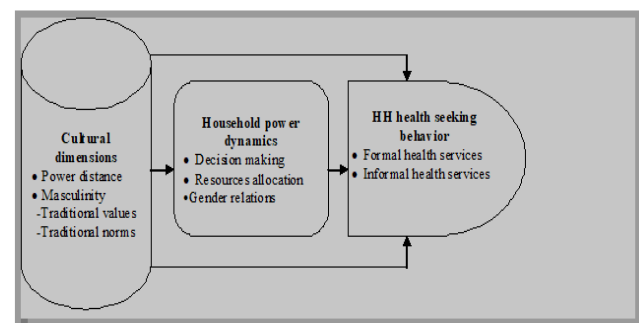 Cultural
dimensions
• Power distance
• Masculinity
-Traditional values
-Traditional norms
Household power
dynamics
• Decision making
• Resources allocation
•Gender relations
HH health seeking
behavior
• Formal health services
• Informal health services